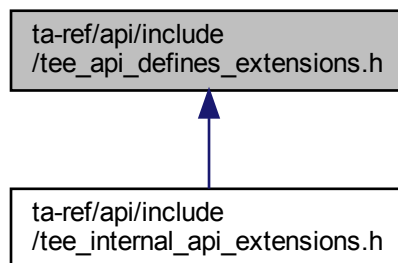 ta-ref/api/include
/tee_api_defines_extensions.h
ta-ref/api/include
/tee_internal_api_extensions.h